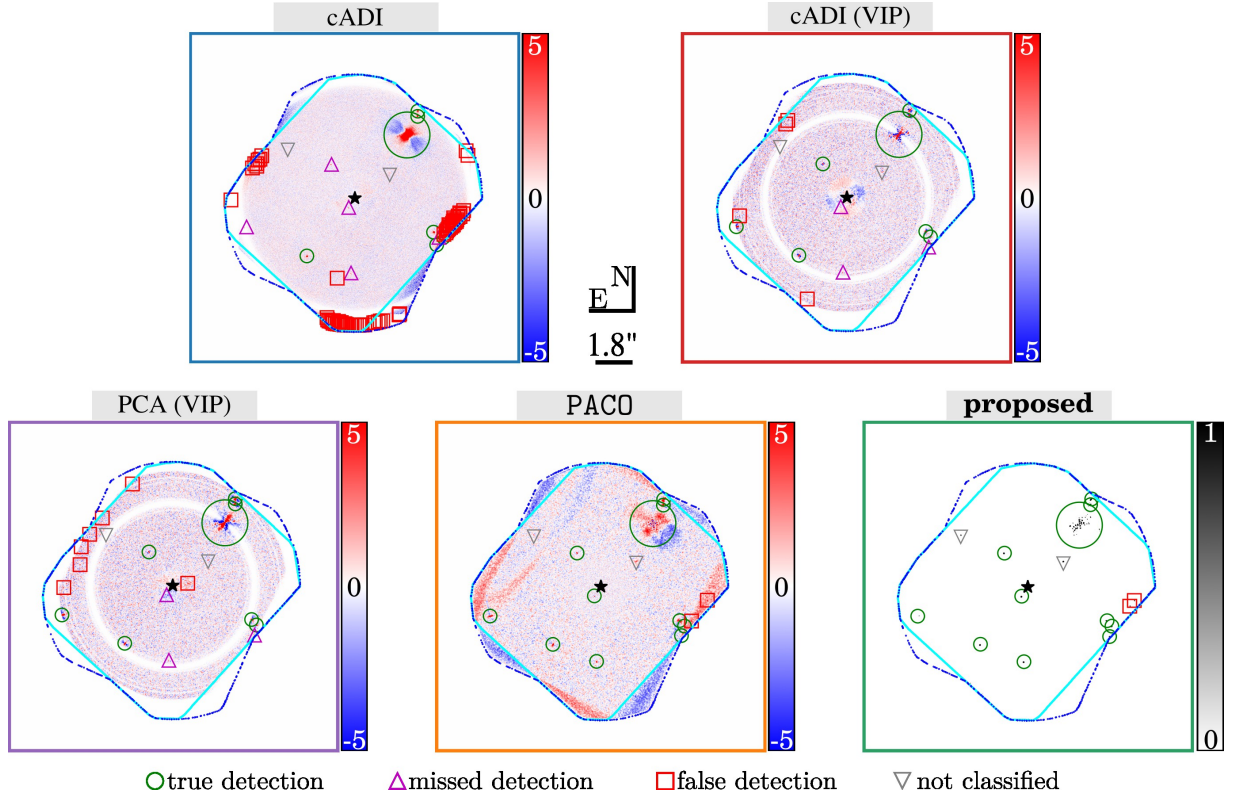 cADI
cADI (VIP)
5
0
-5
5
0
-5
N
E
1.8"
PCA (VIP)
PACO
proposed
5
0
-5
5
0
-5
1
0
true detection
missed detection
false detection
not classified